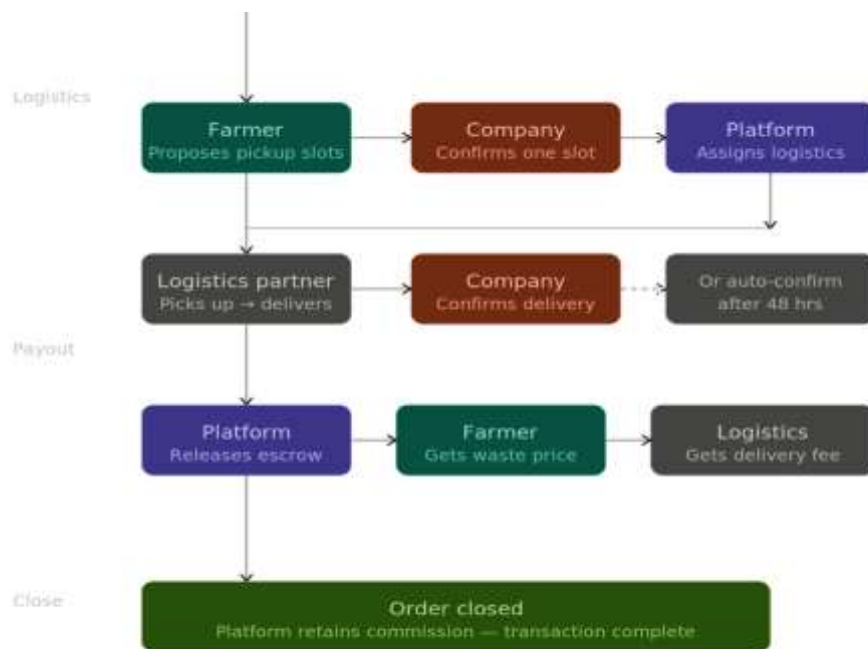 Logistics
Farmer
Proposes pickup slots
Company
Confirms one slot
Platform
Assigns logistics
Logistics partner
Picks up → delivers
Company
Confirms delivery
Or auto-confirm
after 48 hrs
Payout
Platform
Releases escrow
Farmer
Gets waste price
Logistics
Gets delivery fee
Close
Order closed
Platform retains commission — transaction complete